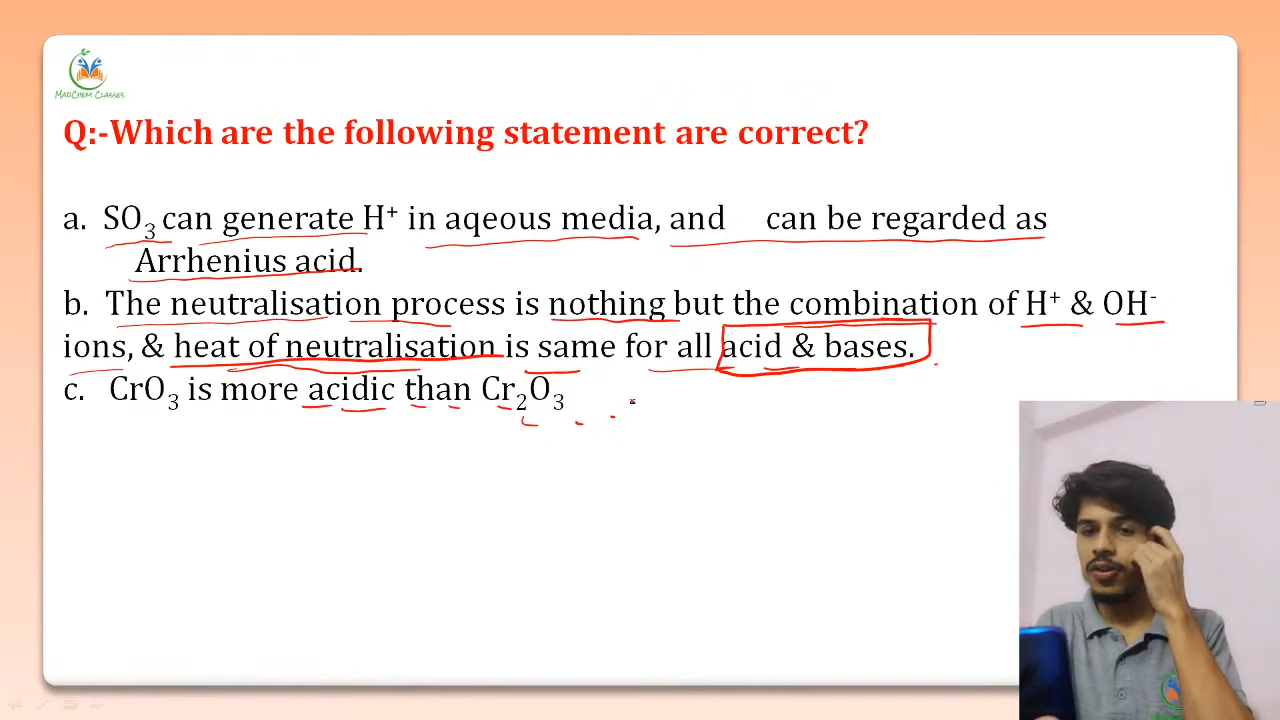 MadChem Classes
Q:-Which are the following statement are correct?
a. SO₃ can generate H⁺ in aqeous media, and can be regarded as
Arrhenius acid.
b. The neutralisation process is nothing but the combination of H⁺ & OH⁻
ions, & heat of neutralisation is same for all acid & bases.
c. CrO₃ is more acidic than Cr₂O₃